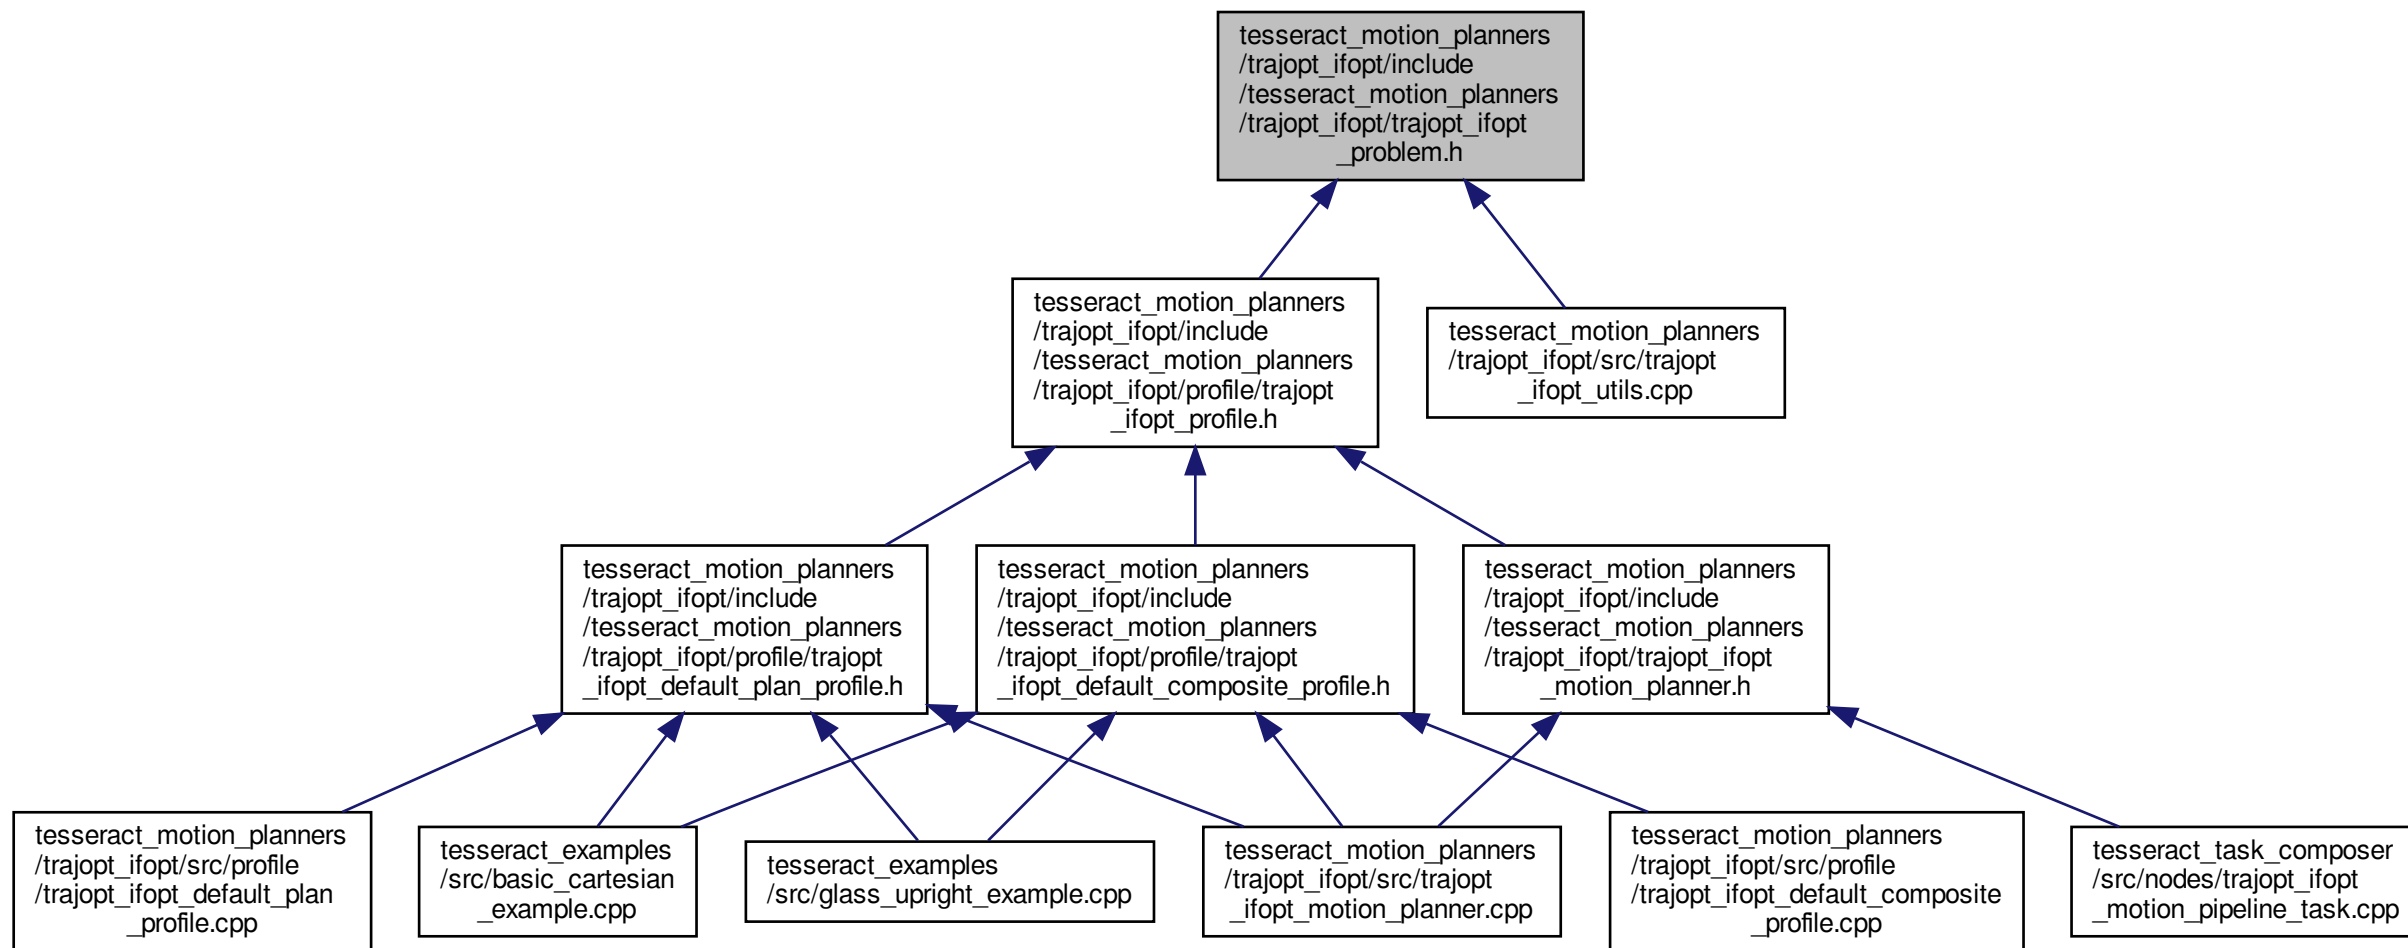 tesseract_motion_planners
/trajopt_ifopt/include
/tesseract_motion_planners
/trajopt_ifopt/trajopt_ifopt
_problem.h
tesseract_motion_planners
/trajopt_ifopt/include
/tesseract_motion_planners
/trajopt_ifopt/profile/trajopt
_ifopt_profile.h
tesseract_motion_planners
/trajopt_ifopt/src/trajopt
_ifopt_utils.cpp
tesseract_motion_planners
/trajopt_ifopt/include
/tesseract_motion_planners
/trajopt_ifopt/profile/trajopt
_ifopt_default_plan_profile.h
tesseract_motion_planners
/trajopt_ifopt/include
/tesseract_motion_planners
/trajopt_ifopt/profile/trajopt
_ifopt_default_composite_profile.h
tesseract_motion_planners
/trajopt_ifopt/include
/tesseract_motion_planners
/trajopt_ifopt/trajopt_ifopt
_motion_planner.h
tesseract_motion_planners
/trajopt_ifopt/src/profile
/trajopt_ifopt_default_plan
_profile.cpp
tesseract_examples
/src/basic_cartesian
_example.cpp
tesseract_examples
/src/glass_upright_example.cpp
tesseract_motion_planners
/trajopt_ifopt/src/trajopt
_ifopt_motion_planner.cpp
tesseract_motion_planners
/trajopt_ifopt/src/profile
/trajopt_ifopt_default_composite
_profile.cpp
tesseract_task_composer
/src/nodes/trajopt_ifopt
_motion_pipeline_task.cpp